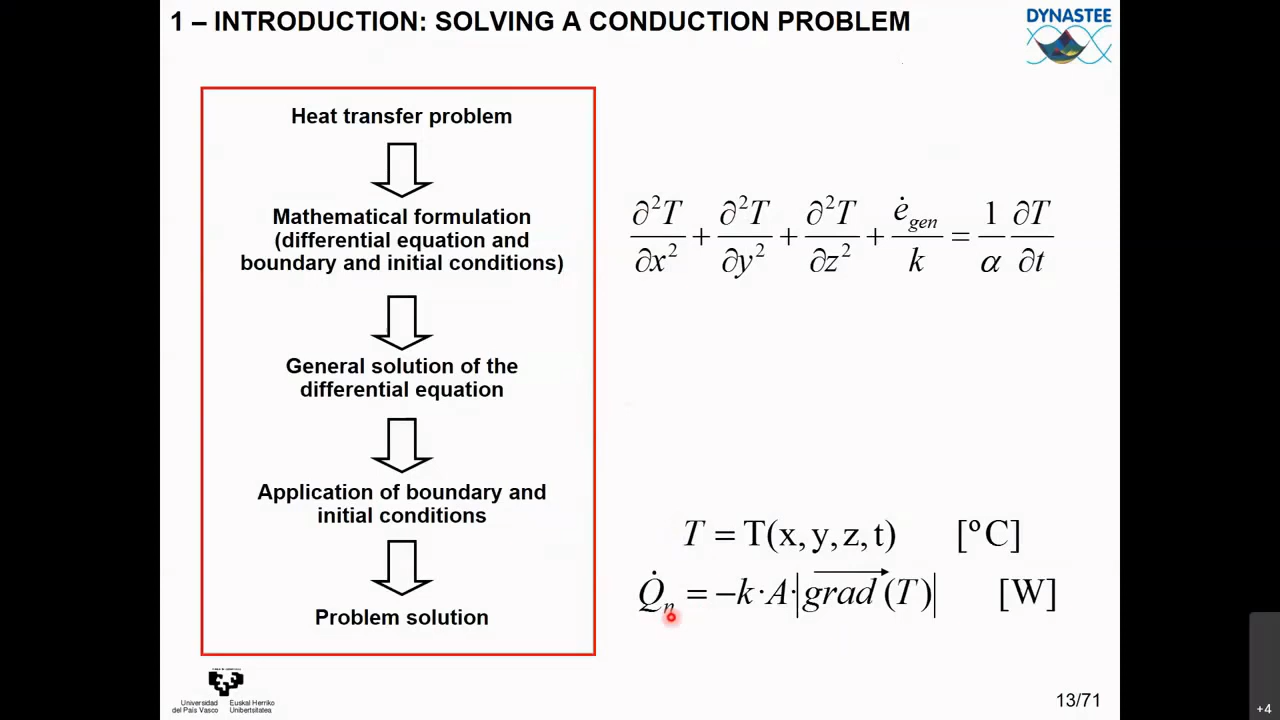 1 – INTRODUCTION: SOLVING A CONDUCTION PROBLEM
DYNASTEE
Heat transfer problem
Mathematical formulation
(differential equation and
boundary and initial conditions)
∂²T/∂x² + ∂²T/∂y² + ∂²T/∂z² + ė_gen/k = 1/α ∂T/∂t
General solution of the
differential equation
Application of boundary and
initial conditions
Problem solution
T = T(x, y, z, t) [ºC]
Q̇_n = −k·A·|grad(T)| [W]
Universidad Euskal Herriko
del País Vasco Unibertsitatea
13/71
+4